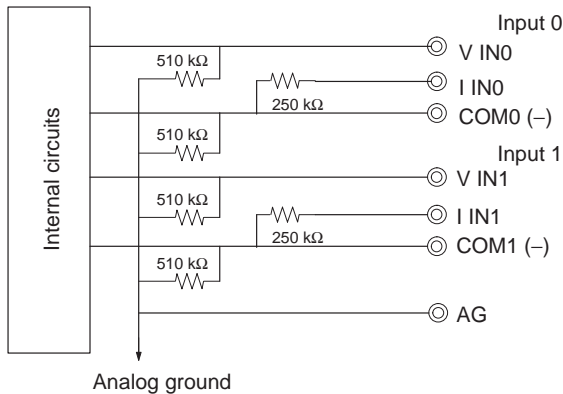 Input 0
V IN0
510 kΩ
I IN0
250 kΩ
COM0 (–)
510 kΩ
Input 1
V IN1
510 kΩ
I IN1
250 kΩ
COM1 (–)
510 kΩ
AG
Internal circuits
Analog ground